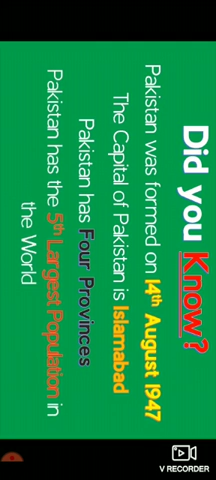 Did you Know?
Pakistan was formed on 14th August 1947
The Capital of Pakistan is Islamabad
Pakistan has Four Provinces
Pakistan has the 5th Largest Population in
the World
V RECORDER